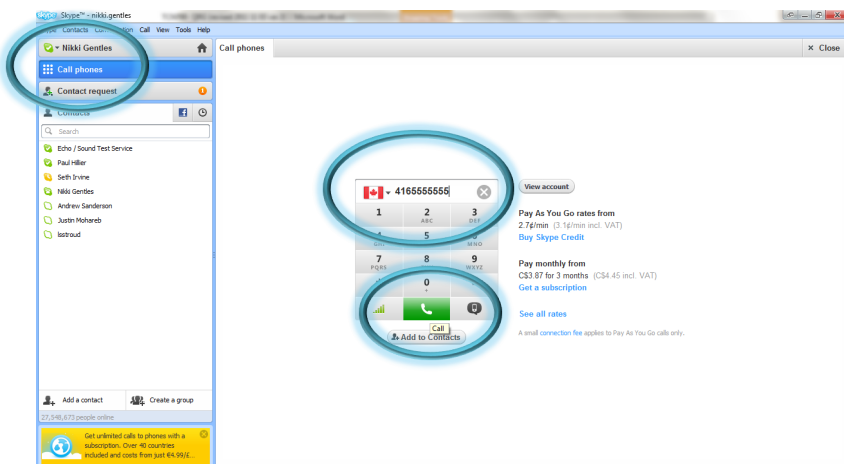 Skype™ - nikki.gentles
Contacts
Call View Tools Help
Nikki Gentles
Call phones
× Close
Call phones
Contact request
Contacts
Search
Echo / Sound Test Service
Paul Hillier
Seth Irvine
Nikki Gentles
Andrew Sanderson
Justin Mohareb
lsstroud
4165555555
View account
1
2
ABC
3
DEF
Pay As You Go rates from
2.7¢/min (3.1¢/min incl. VAT)
Buy Skype Credit
5
MNO
7
PQRS
8
9
WXYZ
Pay monthly from
C$3.87 for 3 months (C$4.45 incl. VAT)
Get a subscription
0
+
See all rates
Call
Add to Contacts
A small connection fee applies to Pay As You Go calls only.
Add a contact
Create a group
27,548,673 people online
Get unlimited calls to phones with a
subscription. Over 40 countries
included and costs from just €4.99/£...